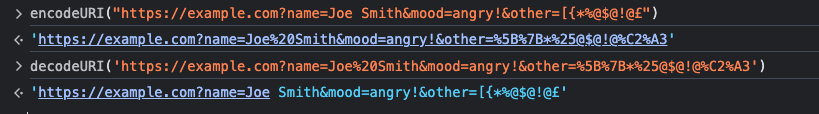 > encodeURI("https://example.com?name=Joe Smith&mood=angry!&other=[{*%@$@!@£")
< 'https://example.com?name=Joe%20Smith&mood=angry!&other=%5B%7B*%25@$@!@%C2%A3'
> decodeURI('https://example.com?name=Joe%20Smith&mood=angry!&other=%5B%7B*%25@$@!@%C2%A3')
< 'https://example.com?name=Joe Smith&mood=angry!&other=[{*%@$@!@£'